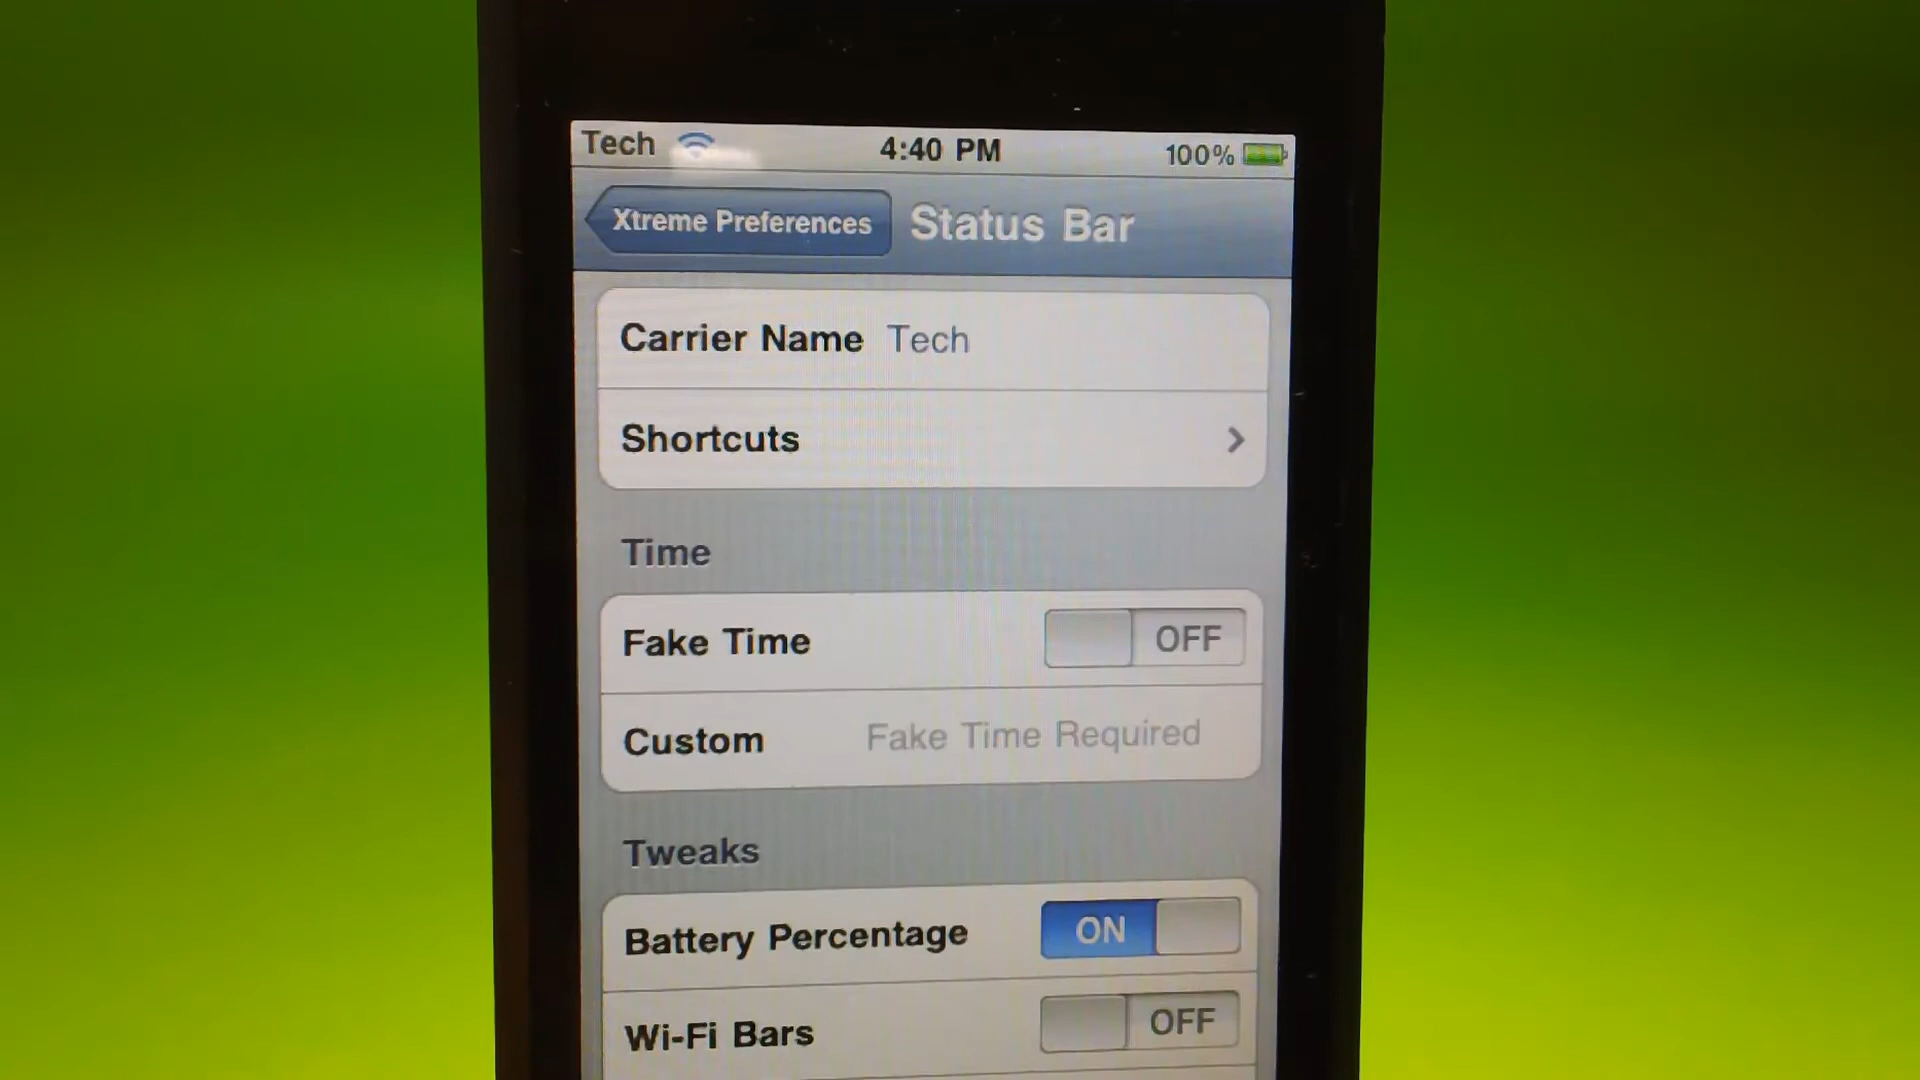 Tech 4:40 PM 100%
Xtreme Preferences Status Bar
Carrier Name Tech
Shortcuts
Time
Fake Time OFF
Custom Fake Time Required
Tweaks
Battery Percentage ON
Wi-Fi Bars OFF